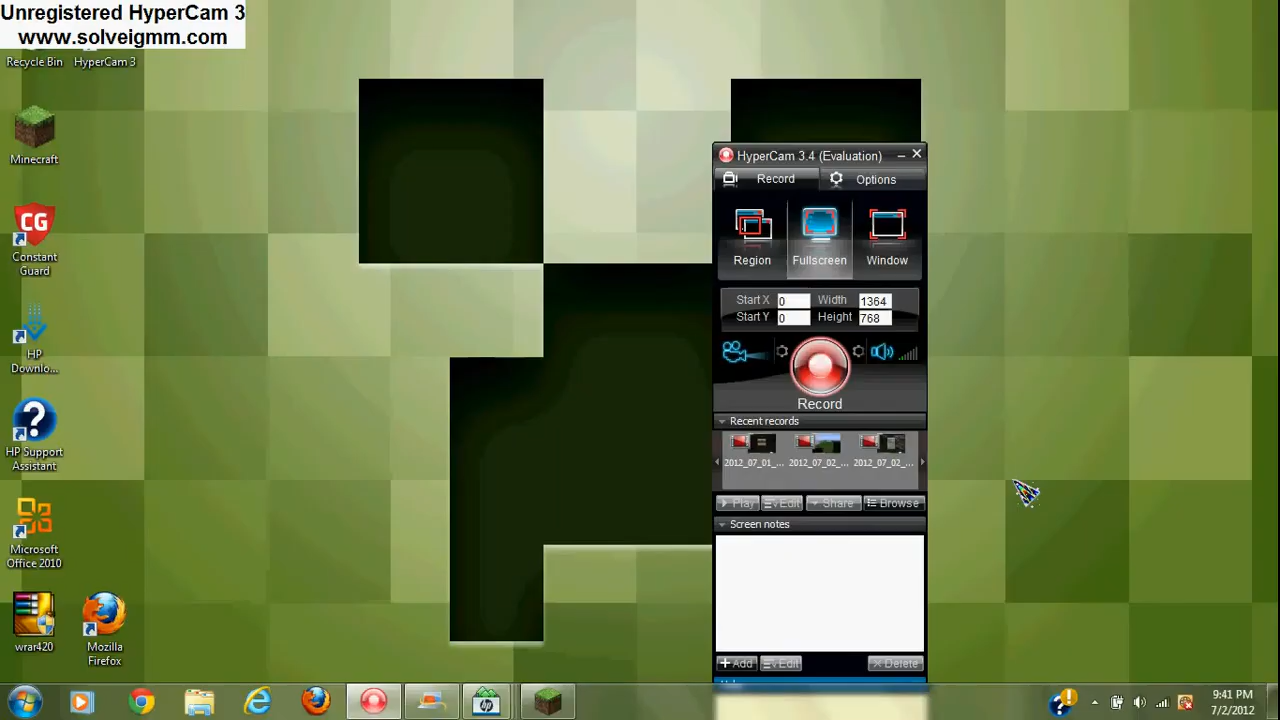 Unregistered HyperCam 3
www.solveigmm.com
Recycle Bin
HyperCam 3
Minecraft
CG
Constant
Guard
HP
Downlo...
HP Support
Assistant
Microsoft
Office 2010
wrar420
Mozilla
Firefox
HyperCam 3.4 (Evaluation)
Record
Options
Region
Fullscreen
Window
Start X 0 Width 1364
Start Y 0 Height 768
Record
Recent records
2012_07_01_... 2012_07_02_... 2012_07_02_...
Play Edit Share Browse
Screen notes
Add Edit Delete
hp
9:41 PM
7/2/2012